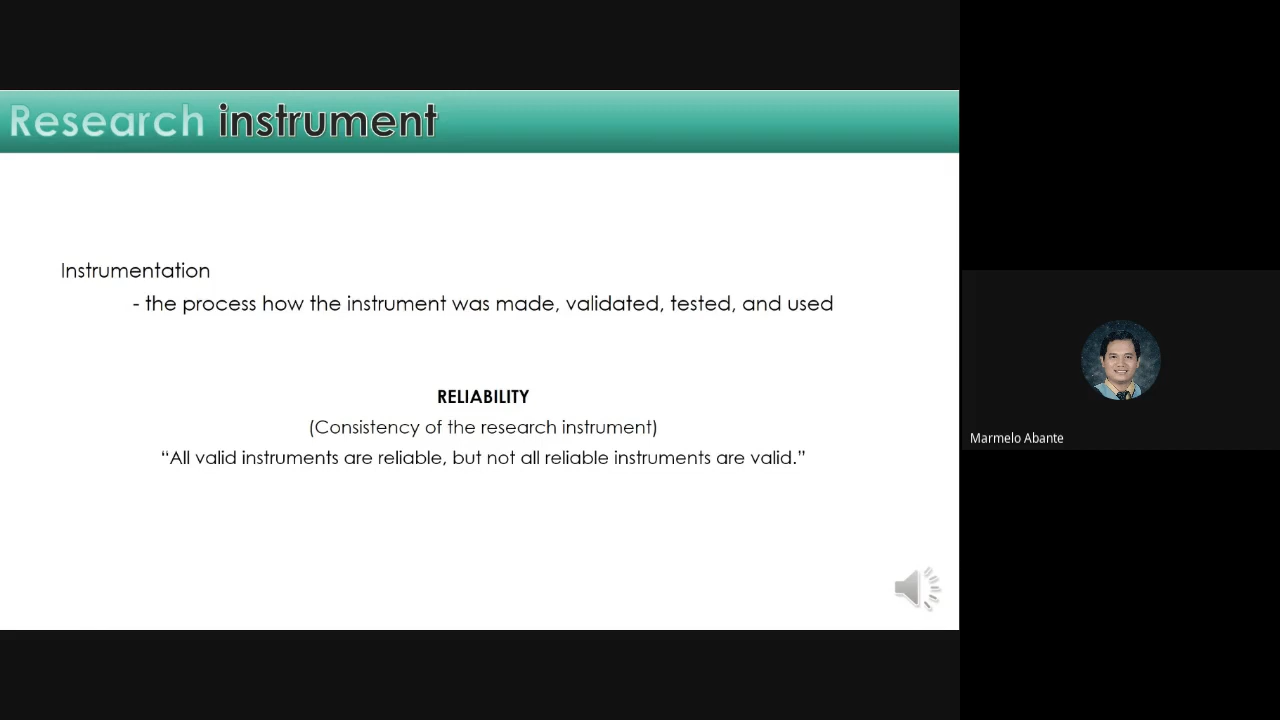 Research instrument
Instrumentation
- the process how the instrument was made, validated, tested, and used
RELIABILITY
(Consistency of the research instrument)
“All valid instruments are reliable, but not all reliable instruments are valid.”
Marmelo Abante